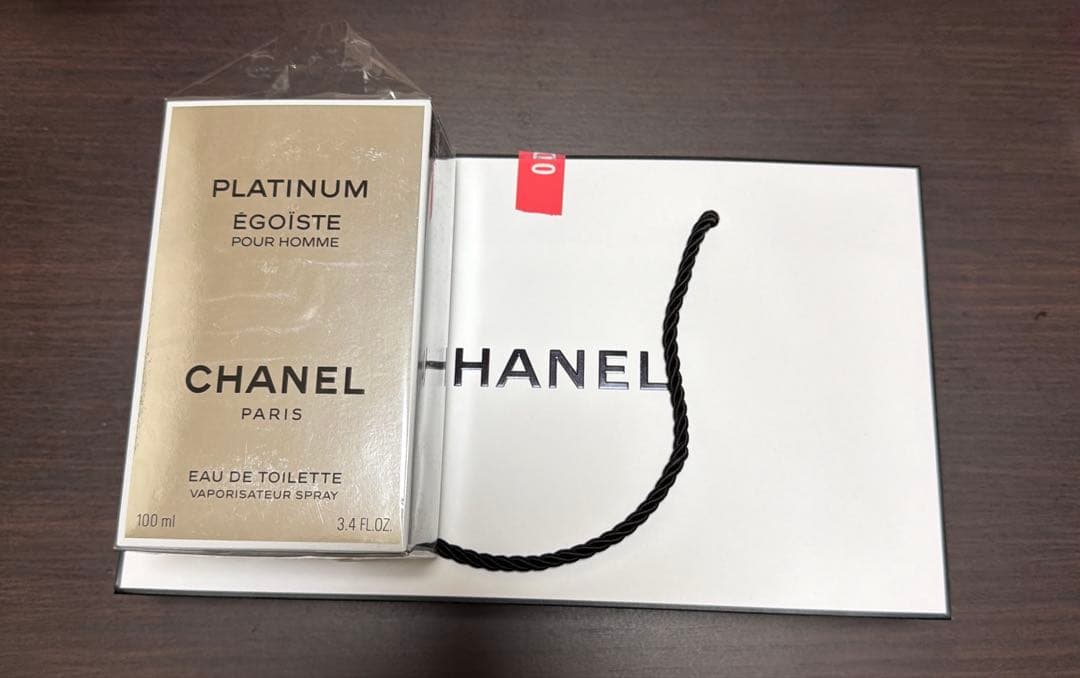 PLATINUM
ÉGOÏSTE
POUR HOMME
CHANEL
PARIS
EAU DE TOILETTE
VAPORISATEUR SPRAY
100 ml
3.4 FL.OZ.
HANEL